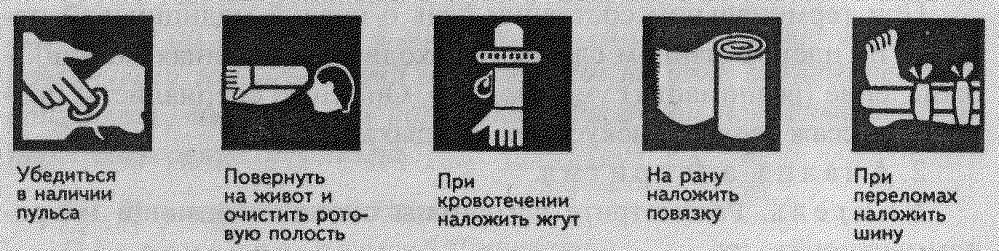 Убедиться
в наличии
пульса
Повернуть
на живот и
очистить рото-
вую полость
При
кровотечении
наложить жгут
На рану
наложить
повязку
При
переломах
наложить
шину